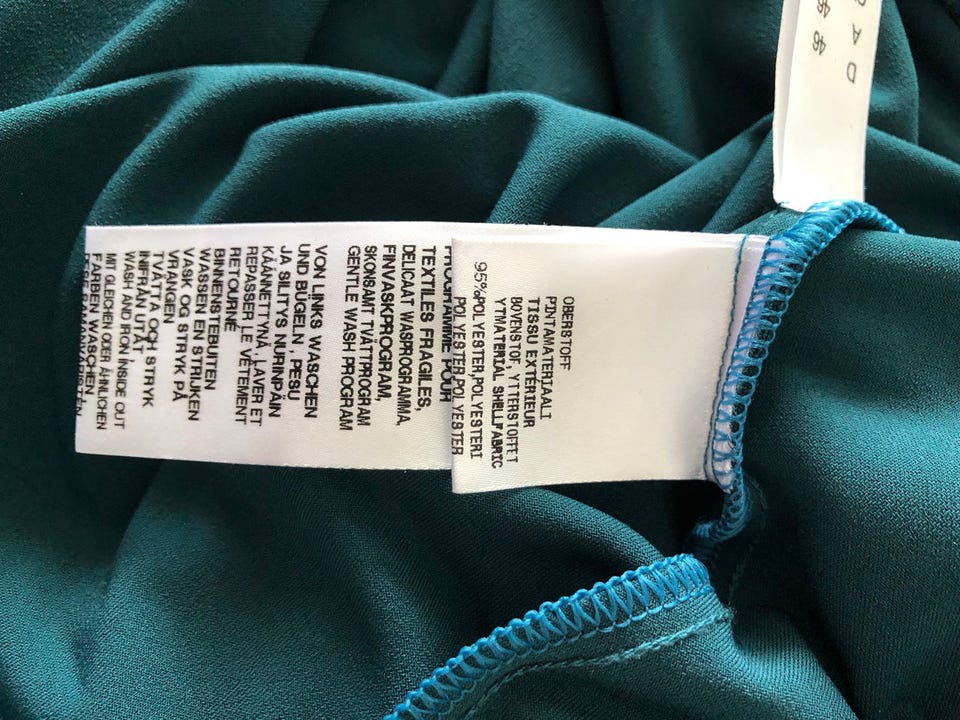 OBERSTOFF
PINTAMATERIAALI
TISSU EXTÉRIEUR
BOVENSTOF, YTTERSTOFFET
YTMATERIAL SHELLFABRIC
95%POLYESTER,POLYESTERI
POLYESTER,POLYESTER
PROGRAMME POUR
TEXTILES FRAGILES,
DELICAAT WASPROGRAMMA.
FINVASKPROGRAM,
SKONSAMT TVÄTTPROGRAM
GENTLE WASH PROGRAM
VON LINKS WASCHEN
UND BÜGELN , PESU
JA SILITYS NURINPÄIN
KÄÄNNETTYNÄ . LAVER ET
REPASSER LE VÊTEMENT
RETOURNÉ
BINNENSTEBUITEN
WASSEN EN STRIJKEN
VASK OG STRYK PÅ
VRANGEN
TVÄTTA OCH STRYK
INIFRÅN UTÅT
WASH AND IRON INSIDE OUT
MIT GLEICHEN ODER ÄHNLICHEN
FARBEN WASCHEN